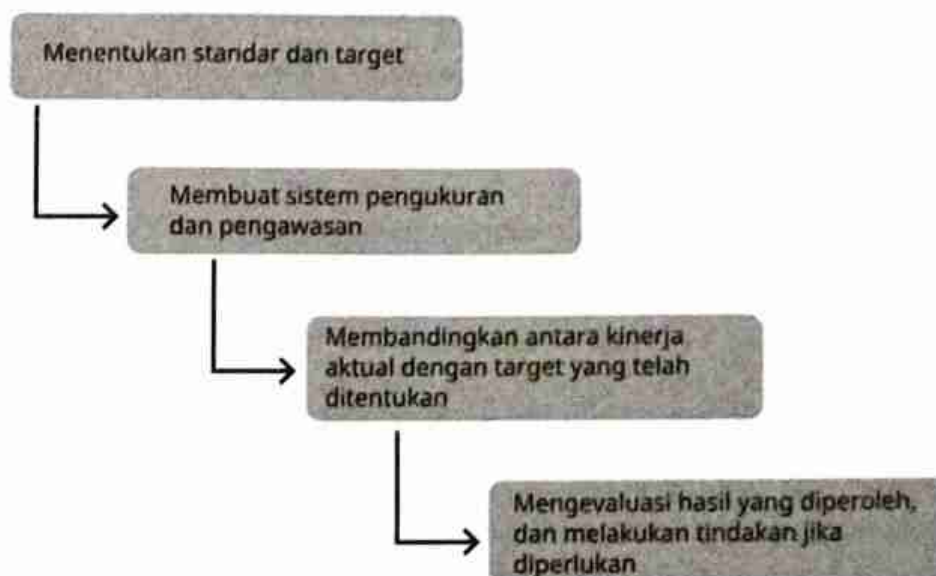 Menentukan standar dan target
Membuat sistem pengukuran
dan pengawasan
Membandingkan antara kinerja
aktual dengan target yang telah
ditentukan
Mengevaluasi hasil yang diperoleh,
dan melakukan tindakan jika
diperlukan